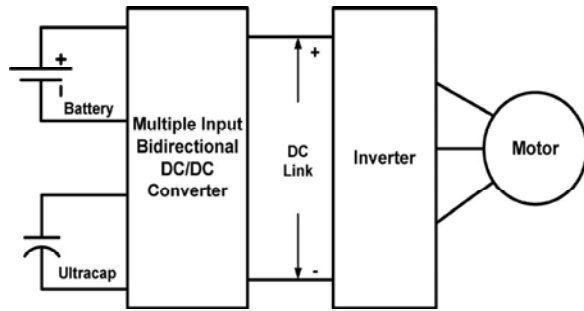 +
-
Battery
Multiple Input
Bidirectional
DC/DC
Converter
Ultracap
+
DC
Link
-
Inverter
Motor